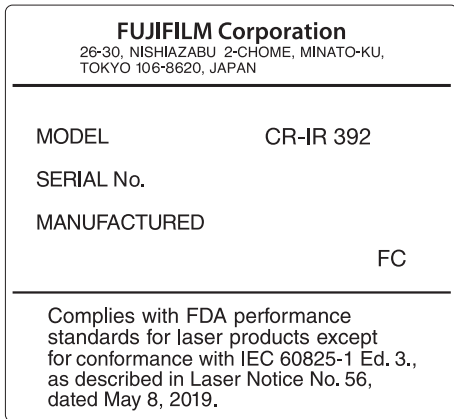 FUJIFILM Corporation
26-30, NISHIAZABU 2-CHOME, MINATO-KU,
TOKYO 106-8620, JAPAN
MODEL CR-IR 392
SERIAL No.
MANUFACTURED
FC
Complies with FDA performance
standards for laser products except
for conformance with IEC 60825-1 Ed. 3.,
as described in Laser Notice No. 56,
dated May 8, 2019.